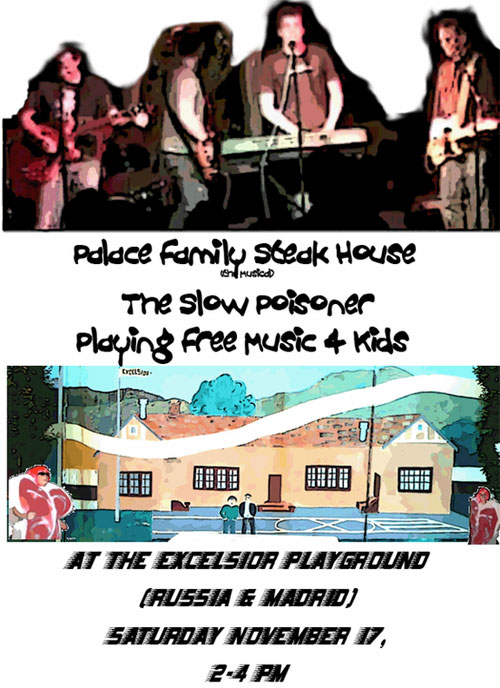 Palace Family Steak House
(the Musical)
The Slow Poisoner
Playing Free Music 4 Kids
EXCELSIOR
AT THE EXCELSIOR PLAYGROUND
(RUSSIA & MADRID)
SATURDAY NOVEMBER 17,
2-4 PM